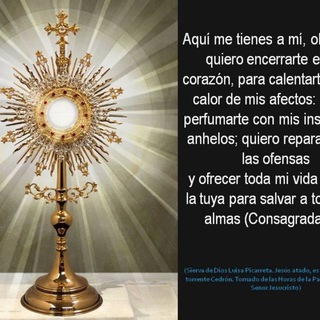 Aquí me tienes a mí, oh
quiero encerrarte e
corazón, para calentart
calor de mis afectos:
perfumarte con mis ins
anhelos; quiero repara
las ofensas
y ofrecer toda mi vida
la tuya para salvar a to
almas (Consagrada
(Sierva de Dios Luisa Picarreta. Jesús atado, es
torrente Cedrón. Tomado de las Horas de la Pa
Señor Jesucristo)